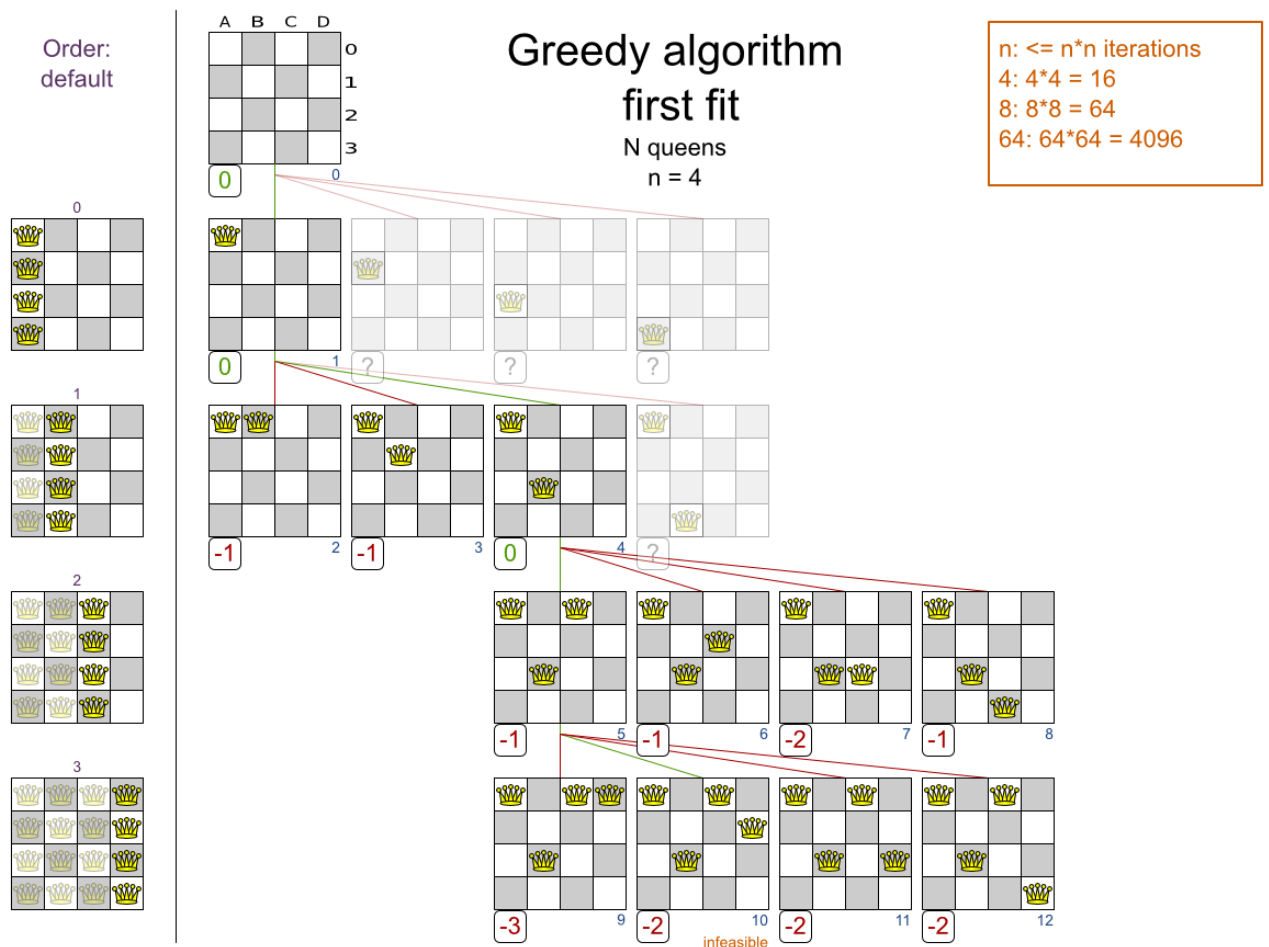 A B C D
Order:
default
Greedy algorithm
first fit
N queens
n = 4
n: <= n*n iterations
4: 4*4 = 16
8: 8*8 = 64
64: 64*64 = 4096
0
1
2
3
0 0
0
0 1 ? ? ?
1
-1 2 -1 3 0 4 ?
2
-1 5 -1 6 -2 7 -1 8
3
-3 9 -2 10 -2 11 -2 12
infeasible